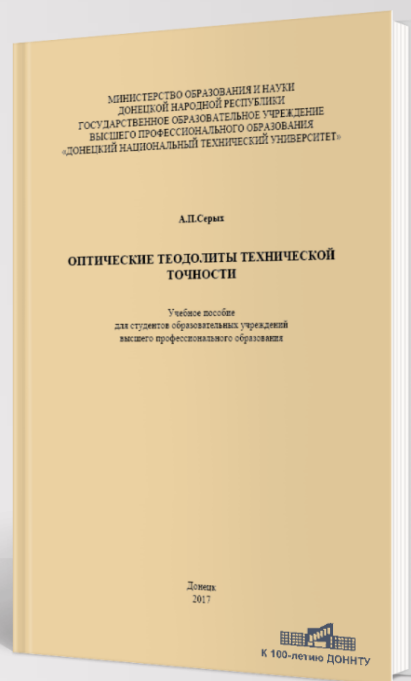 МИНИСТЕРСТВО ОБРАЗОВАНИЯ И НАУКИ
ДОНЕЦКОЙ НАРОДНОЙ РЕСПУБЛИКИ
ГОСУДАРСТВЕННОЕ ОБРАЗОВАТЕЛЬНОЕ УЧРЕЖДЕНИЕ
ВЫСШЕГО ПРОФЕССИОНАЛЬНОГО ОБРАЗОВАНИЯ
«ДОНЕЦКИЙ НАЦИОНАЛЬНЫЙ ТЕХНИЧЕСКИЙ УНИВЕРСИТЕТ»
А.П.Серых
ОПТИЧЕСКИЕ ТЕОДОЛИТЫ ТЕХНИЧЕСКОЙ
ТОЧНОСТИ
Учебное пособие
для студентов образовательных учреждений
высшего профессионального образования
Донецк
2017
К 100-летию ДОННТУ